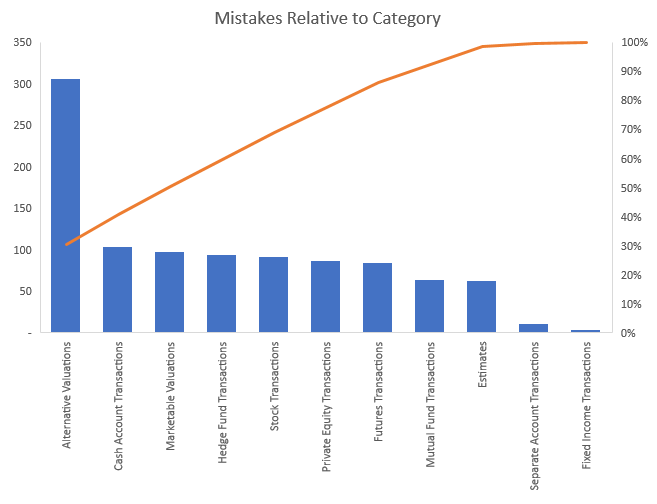 Mistakes Relative to Category
350
300
250
200
150
100
50
-
100%
90%
80%
70%
60%
50%
40%
30%
20%
10%
0%
Alternative Valuations
Cash Account Transactions
Marketable Valuations
Hedge Fund Transactions
Stock Transactions
Private Equity Transactions
Futures Transactions
Mutual Fund Transactions
Estimates
Separate Account Transactions
Fixed Income Transactions